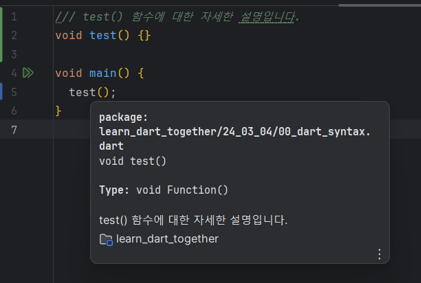 1 /// test() 함수에 대한 자세한 설명입니다.
2 void test() {}
3
4 void main() {
5 test();
6 }
7
package:
learn_dart_together/24_03_04/00_dart_syntax.
dart
void test()
Type: void Function()
test() 함수에 대한 자세한 설명입니다.
learn_dart_together